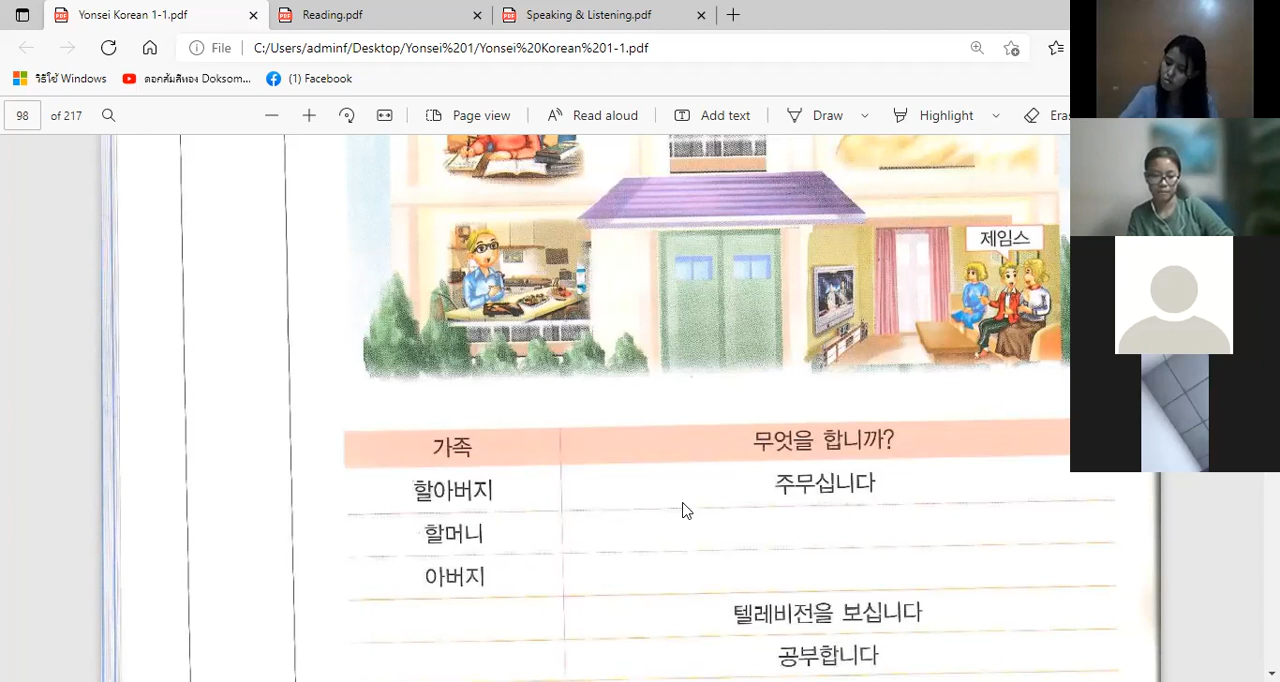 Yonsei Korean 1-1.pdf
Reading.pdf
Speaking & Listening.pdf
File
C:/Users/adminf/Desktop/Yonsei%201/Yonsei%20Korean%201-1.pdf
วิธีใช้ Windows
ดอกส้มสีทอง Doksom...
(1) Facebook
98 of 217
Page view
Read aloud
Add text
Draw
Highlight
Era
제임스
가족 무엇을 합니까?
할아버지 주무십니다
할머니
아버지
텔레비전을 보십니다
공부합니다